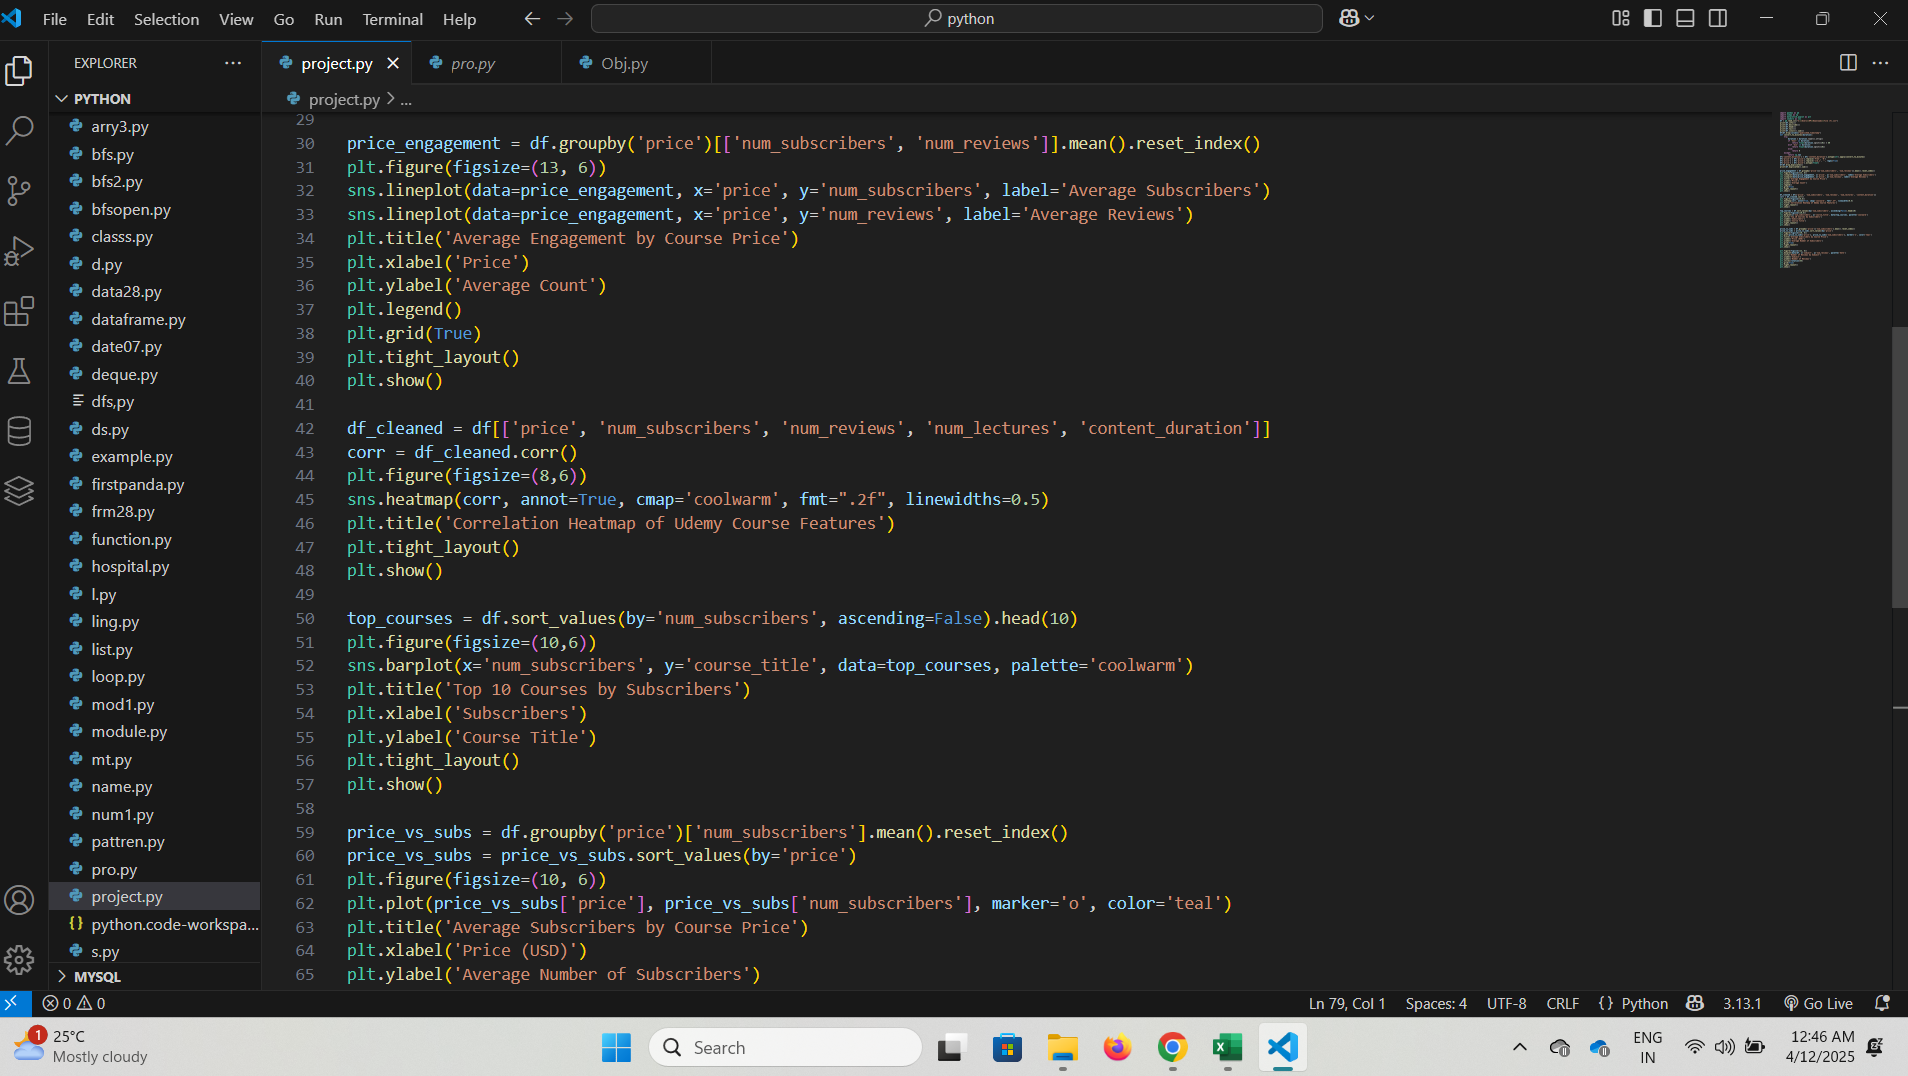 File Edit Selection View Go Run Terminal Help
python
EXPLORER
project.py
pro.py
Obj.py
PYTHON
project.py > ...
arry3.py
bfs.py
bfs2.py
bfsopen.py
classs.py
d.py
data28.py
dataframe.py
date07.py
deque.py
dfs,py
ds.py
example.py
firstpanda.py
frm28.py
function.py
hospital.py
l.py
ling.py
list.py
loop.py
mod1.py
module.py
mt.py
name.py
num1.py
pattren.py
pro.py
project.py
python.code-workspa...
s.py
MYSQL
29
30 price_engagement = df.groupby('price')[['num_subscribers', 'num_reviews']].mean().reset_index()
31 plt.figure(figsize=(13, 6))
32 sns.lineplot(data=price_engagement, x='price', y='num_subscribers', label='Average Subscribers')
33 sns.lineplot(data=price_engagement, x='price', y='num_reviews', label='Average Reviews')
34 plt.title('Average Engagement by Course Price')
35 plt.xlabel('Price')
36 plt.ylabel('Average Count')
37 plt.legend()
38 plt.grid(True)
39 plt.tight_layout()
40 plt.show()
41
42 df_cleaned = df[['price', 'num_subscribers', 'num_reviews', 'num_lectures', 'content_duration']]
43 corr = df_cleaned.corr()
44 plt.figure(figsize=(8,6))
45 sns.heatmap(corr, annot=True, cmap='coolwarm', fmt=".2f", linewidths=0.5)
46 plt.title('Correlation Heatmap of Udemy Course Features')
47 plt.tight_layout()
48 plt.show()
49
50 top_courses = df.sort_values(by='num_subscribers', ascending=False).head(10)
51 plt.figure(figsize=(10,6))
52 sns.barplot(x='num_subscribers', y='course_title', data=top_courses, palette='coolwarm')
53 plt.title('Top 10 Courses by Subscribers')
54 plt.xlabel('Subscribers')
55 plt.ylabel('Course Title')
56 plt.tight_layout()
57 plt.show()
58
59 price_vs_subs = df.groupby('price')['num_subscribers'].mean().reset_index()
60 price_vs_subs = price_vs_subs.sort_values(by='price')
61 plt.figure(figsize=(10, 6))
62 plt.plot(price_vs_subs['price'], price_vs_subs['num_subscribers'], marker='o', color='teal')
63 plt.title('Average Subscribers by Course Price')
64 plt.xlabel('Price (USD)')
65 plt.ylabel('Average Number of Subscribers')
0 0
Ln 79, Col 1 Spaces: 4 UTF-8 CRLF {} Python 3.13.1 Go Live
1
25°C
Mostly cloudy
Search
ENG
IN
12:46 AM
4/12/2025